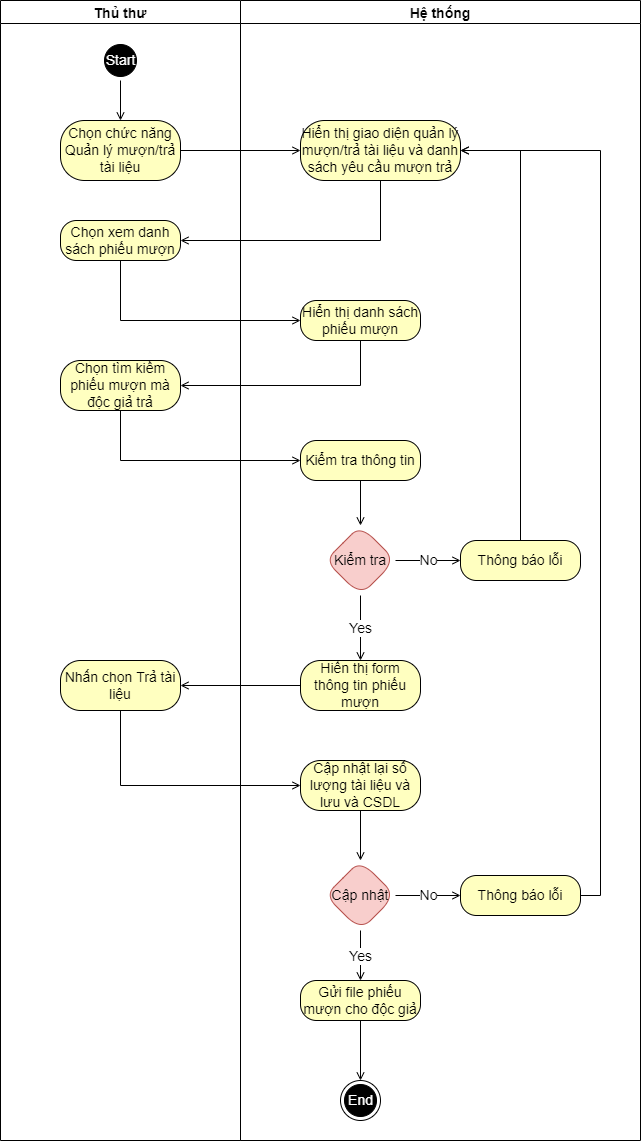 Thủ thư
Hệ thống
Start
Chọn chức năng
Quản lý mượn/trả
tài liệu
Hiển thị giao diện quản lý
mượn/trả tài liệu và danh
sách yêu cầu mượn trả
Chọn xem danh
sách phiếu mượn
Hiển thị danh sách
phiếu mượn
Chọn tìm kiếm
phiếu mượn mà
độc giả trả
Kiểm tra thông tin
Kiểm tra
No
Thông báo lỗi
Yes
Hiển thị form
thông tin phiếu
mượn
Nhấn chọn Trả tài
liệu
Cập nhật lại số
lượng tài liệu và
lưu và CSDL
Cập nhật
No
Thông báo lỗi
Yes
Gửi file phiếu
mượn cho độc giả
End